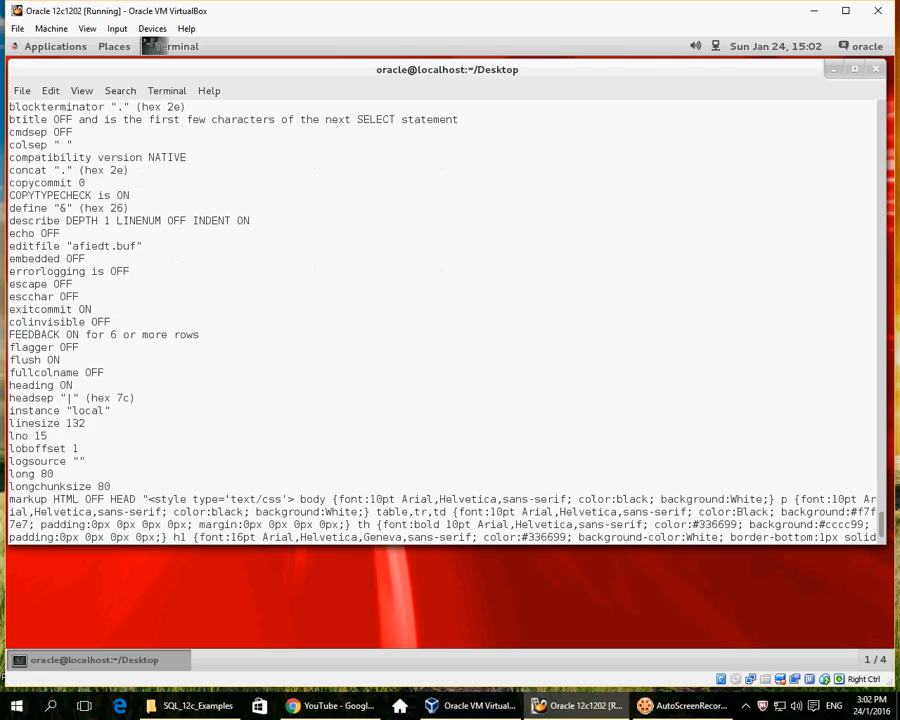 Oracle 12c1202 [Running] - Oracle VM VirtualBox
File Machine View Input Devices Help
Applications Places Terminal Sun Jan 24, 15:02 oracle
oracle@localhost:~/Desktop
File Edit View Search Terminal Help
blockterminator "." (hex 2e)
btitle OFF and is the first few characters of the next SELECT statement
cmdsep OFF
colsep " "
compatibility version NATIVE
concat "." (hex 2e)
copycommit 0
COPYTYPECHECK is ON
define "&" (hex 26)
describe DEPTH 1 LINENUM OFF INDENT ON
echo OFF
editfile "afiedt.buf"
embedded OFF
errorlogging is OFF
escape OFF
escchar OFF
exitcommit ON
colinvisible OFF
FEEDBACK ON for 6 or more rows
flagger OFF
flush ON
fullcolname OFF
heading ON
headsep "|" (hex 7c)
instance "local"
linesize 132
lno 15
loboffset 1
logsource ""
long 80
longchunksize 80
markup HTML OFF HEAD "<style type='text/css'> body {font:10pt Arial,Helvetica,sans-serif; color:black; background:White;} p {font:10pt Ar
ial,Helvetica,sans-serif; color:black; background:White;} table,tr,td {font:10pt Arial,Helvetica,sans-serif; color:Black; background:#f7f
7e7; padding:0px 0px 0px 0px; margin:0px 0px 0px 0px;} th {font:bold 10pt Arial,Helvetica,sans-serif; color:#336699; background:#cccc99;
padding:0px 0px 0px 0px;} h1 {font:16pt Arial,Helvetica,Geneva,sans-serif; color:#336699; background-color:White; border-bottom:1px solid
oracle@localhost:~/Desktop 1 / 4
Right Ctrl
SQL_12c_Examples YouTube - Googl... Oracle VM Virtual... Oracle 12c1202 [R... AutoScreenRecor... 3:02 PM
24/1/2016